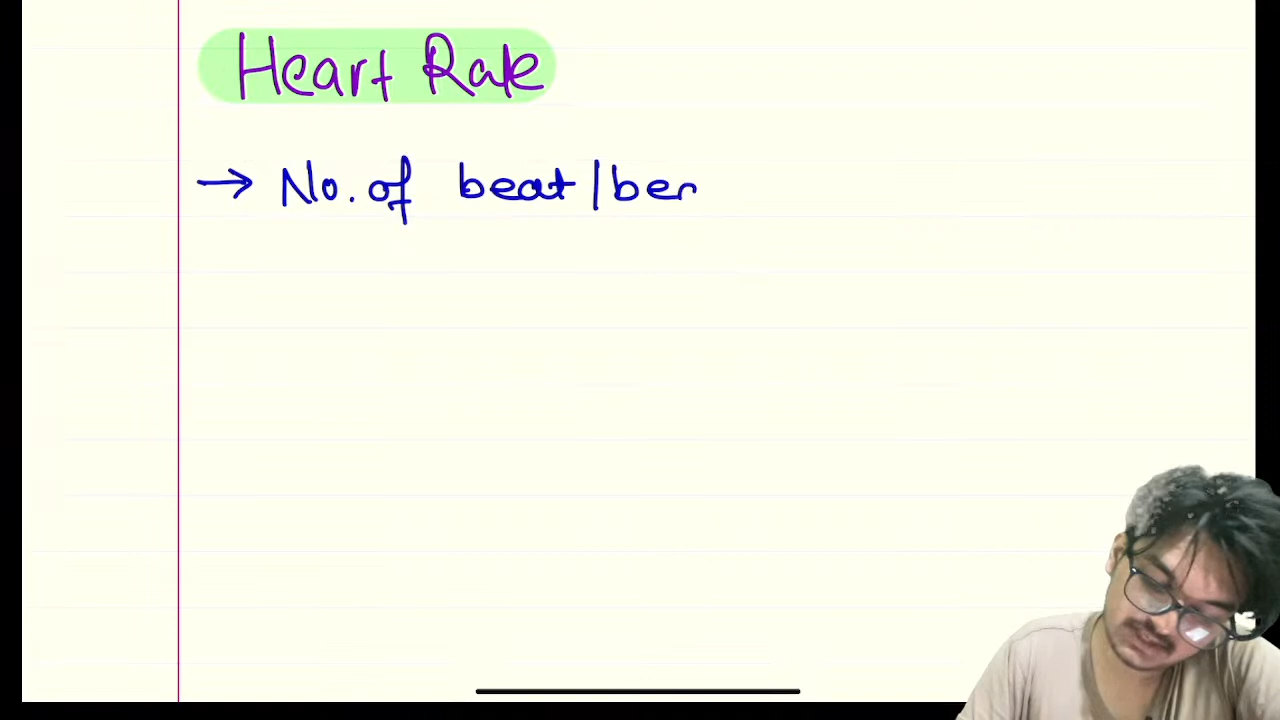 Heart Rate
→ No. of beat/ber